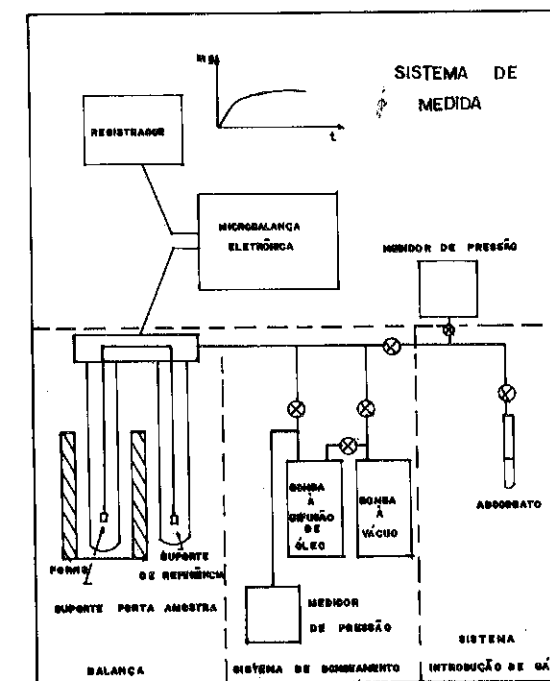 mg
SISTEMA DE
MEDIDA
t
REGISTRADOR
MICROBALANÇA
ELETRÔNICA
MEDIDOR DE PRESSÃO
BOMBA
À
DIFUSÃO
DE
ÓLEO
BOMBA
À
VÁCUO
ADSORBATO
FORNO
SUPORTE
DE REFERÊNCIA
SUPORTE PORTA AMOSTRA
MEDIDOR
DE PRESSÃO
BALANÇA
SISTEMA DE BOMBEAMENTO
SISTEMA
INTRODUÇÃO DE GÁ